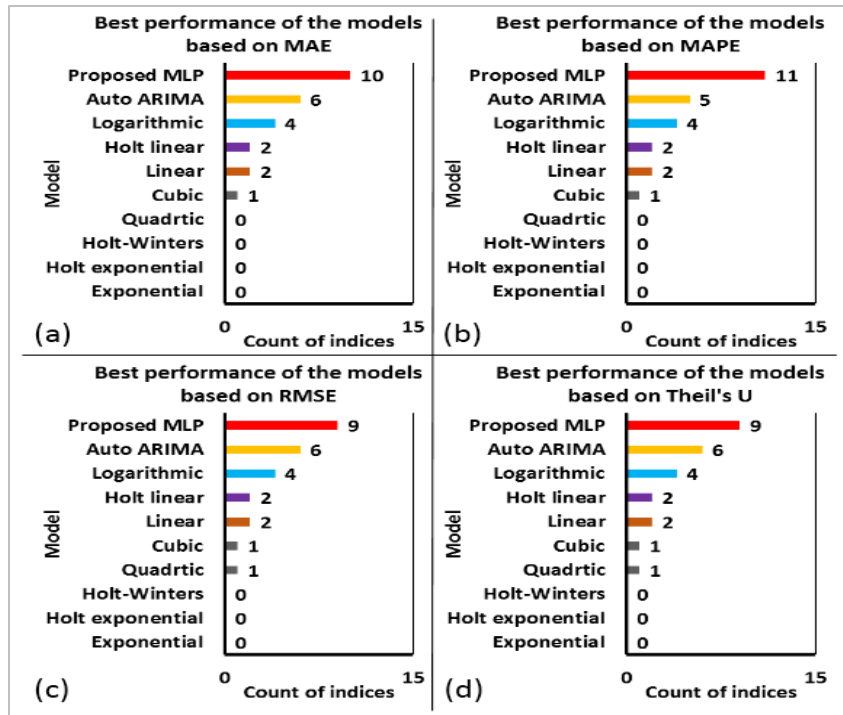 Best performance of the models
based on MAE
Model
Proposed MLP 10
Auto ARIMA 6
Logarithmic 4
Holt linear 2
Linear 2
Cubic 1
Quadrtic 0
Holt-Winters 0
Holt exponential 0
Exponential 0
0 15
(a) Count of indices
Best performance of the models
based on MAPE
Model
Proposed MLP 11
Auto ARIMA 5
Logarithmic 4
Holt linear 2
Linear 2
Cubic 1
Quadrtic 0
Holt-Winters 0
Holt exponential 0
Exponential 0
0 15
(b) Count of indices
Best performance of the models
based on RMSE
Model
Proposed MLP 9
Auto ARIMA 6
Logarithmic 4
Holt linear 2
Linear 2
Cubic 1
Quadrtic 1
Holt-Winters 0
Holt exponential 0
Exponential 0
0 15
(c) Count of indices
Best performance of the models
based on Theil's U
Model
Proposed MLP 9
Auto ARIMA 6
Logarithmic 4
Holt linear 2
Linear 2
Cubic 1
Quadrtic 1
Holt-Winters 0
Holt exponential 0
Exponential 0
0 15
(d) Count of indices